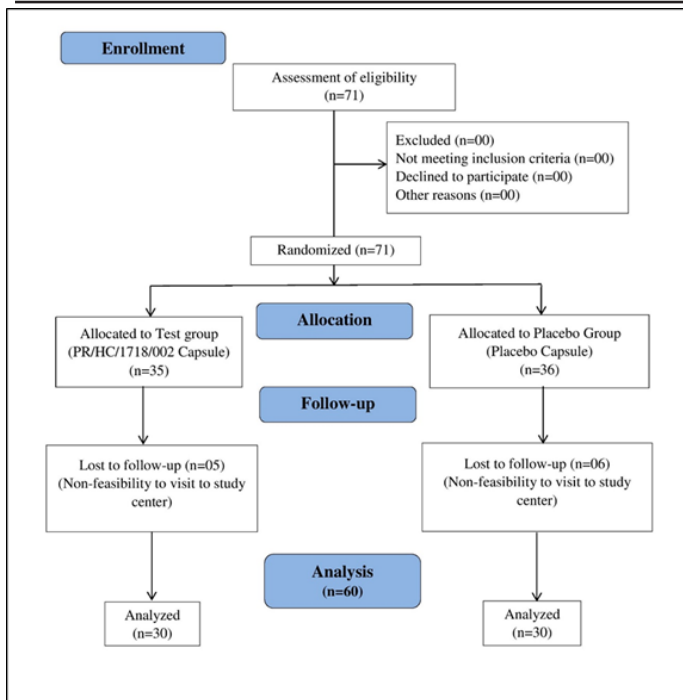 Enrollment
Assessment of eligibility
(n=71)
Excluded (n=00)
Not meeting inclusion criteria (n=00)
Declined to participate (n=00)
Other reasons (n=00)
Randomized (n=71)
Allocation
Allocated to Test group
(PR/HC/1718/002 Capsule)
(n=35)
Allocated to Placebo Group
(Placebo Capsule)
(n=36)
Follow-up
Lost to follow-up (n=05)
(Non-feasibility to visit to study
center)
Lost to follow-up (n=06)
(Non-feasibility to visit to study
center)
Analysis
(n=60)
Analyzed
(n=30)
Analyzed
(n=30)